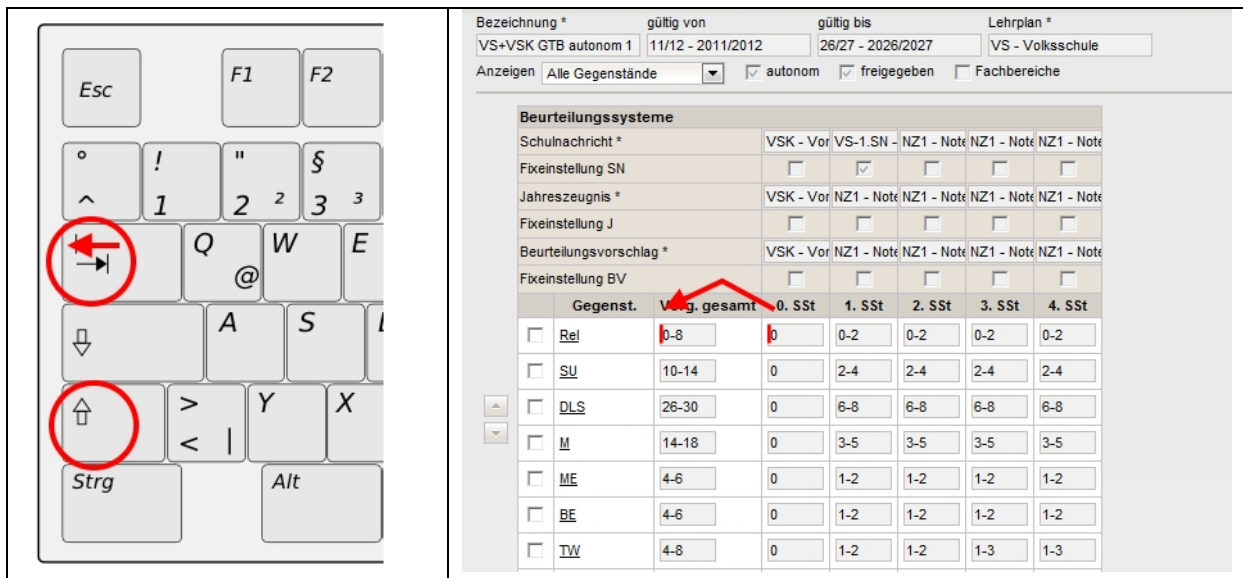 Esc F1 F2
° ! " §
^ 1 2 ² 3 ³
Q @ W E
A S
> < | Y X
Strg Alt
Bezeichnung * gültig von gültig bis Lehrplan *
VS+VSK GTB autonom 1 11/12 - 2011/2012 26/27 - 2026/2027 VS - Volksschule
Anzeigen Alle Gegenstände autonom freigegeben Fachbereiche
Beurteilungssysteme
Schulnachricht * VSK - Vor VS-1.SN - NZ1 - Note NZ1 - Note NZ1 - Note
Fixeinstellung SN
Jahreszeugnis * VSK - Vor NZ1 - Note NZ1 - Note NZ1 - Note NZ1 - Note
Fixeinstellung J
Beurteilungsvorschlag * VSK - Vor NZ1 - Note NZ1 - Note NZ1 - Note NZ1 - Note
Fixeinstellung BV
Gegenst. gesamt 0. SSt 1. SSt 2. SSt 3. SSt 4. SSt
Rel 0-8 0 0-2 0-2 0-2 0-2
SU 10-14 0 2-4 2-4 2-4 2-4
DLS 26-30 0 6-8 6-8 6-8 6-8
M 14-18 0 3-5 3-5 3-5 3-5
ME 4-6 0 1-2 1-2 1-2 1-2
BE 4-6 0 1-2 1-2 1-2 1-2
TW 4-8 0 1-2 1-2 1-3 1-3